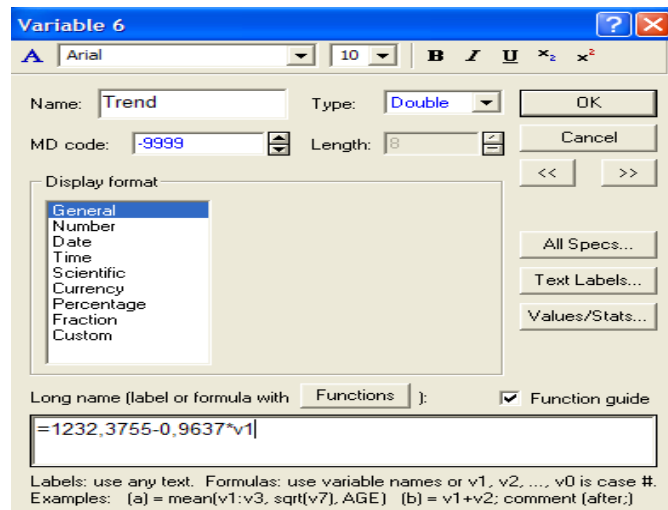 Variable 6
A Arial 10 B I U x₂ x²
Name: Trend Type: Double OK
MD code: -9999 Length: 8 Cancel
<< >>
Display format
General
Number
Date
Time
Scientific
Currency
Percentage
Fraction
Custom
All Specs...
Text Labels...
Values/Stats...
Long name (label or formula with Functions ): Function guide
=1232,3755-0,9637*v1
Labels: use any text. Formulas: use variable names or v1, v2, ..., v0 is case #.
Examples: (a) = mean(v1:v3, sqrt(v7), AGE) (b) = v1+v2; comment (after;)